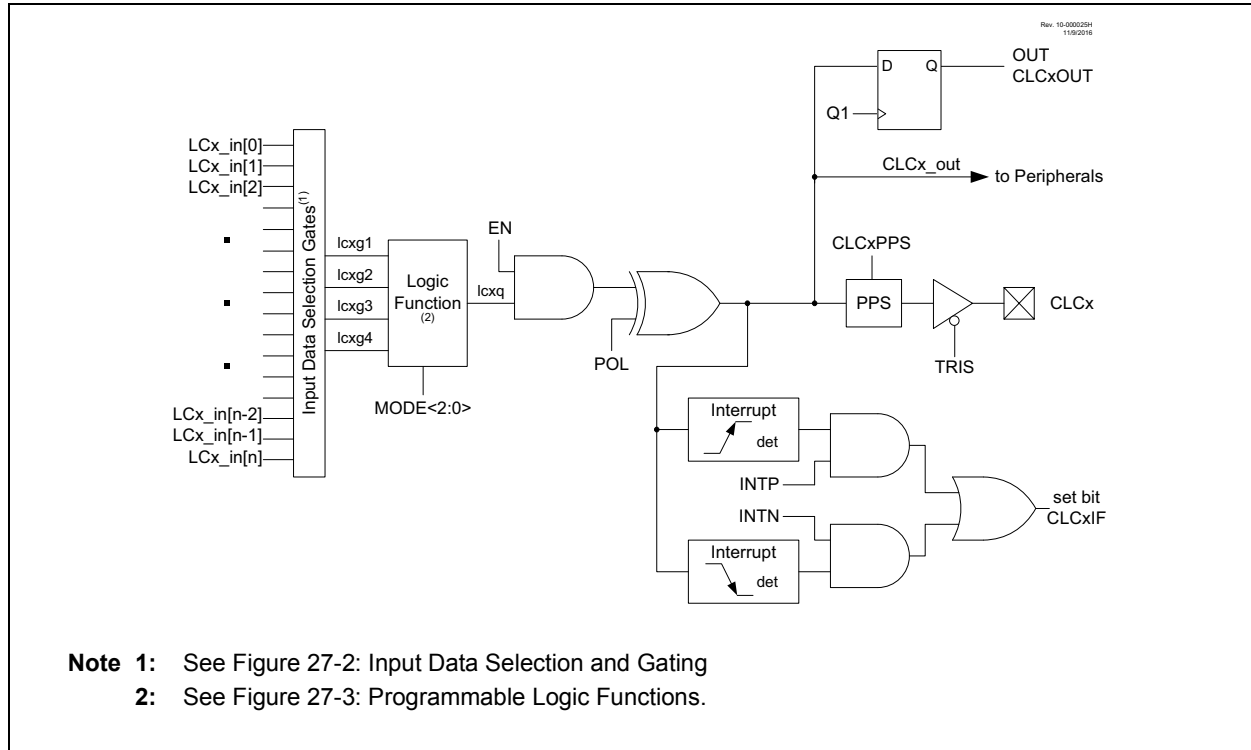 Rev. 10-000025H
11/9/2016
OUT
CLCxOUT
D
Q
Q1
CLCx_out
to Peripherals
LCx_in[0]
LCx_in[1]
LCx_in[2]
LCx_in[n-2]
LCx_in[n-1]
LCx_in[n]
Input Data Selection Gates(1)
lcxg1
lcxg2
lcxg3
lcxg4
Logic
Function
(2)
MODE<2:0>
lcxq
EN
POL
CLCxPPS
PPS
TRIS
CLCx
Interrupt
det
INTP
INTN
Interrupt
det
set bit
CLCxIF
Note 1: See Figure 27-2: Input Data Selection and Gating
2: See Figure 27-3: Programmable Logic Functions.